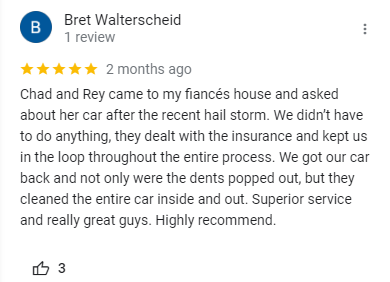 B
Bret Walterscheid
1 review
2 months ago
Chad and Rey came to my fiancés house and asked
about her car after the recent hail storm. We didn’t have
to do anything, they dealt with the insurance and kept us
in the loop throughout the entire process. We got our car
back and not only were the dents popped out, but they
cleaned the entire car inside and out. Superior service
and really great guys. Highly recommend.
3